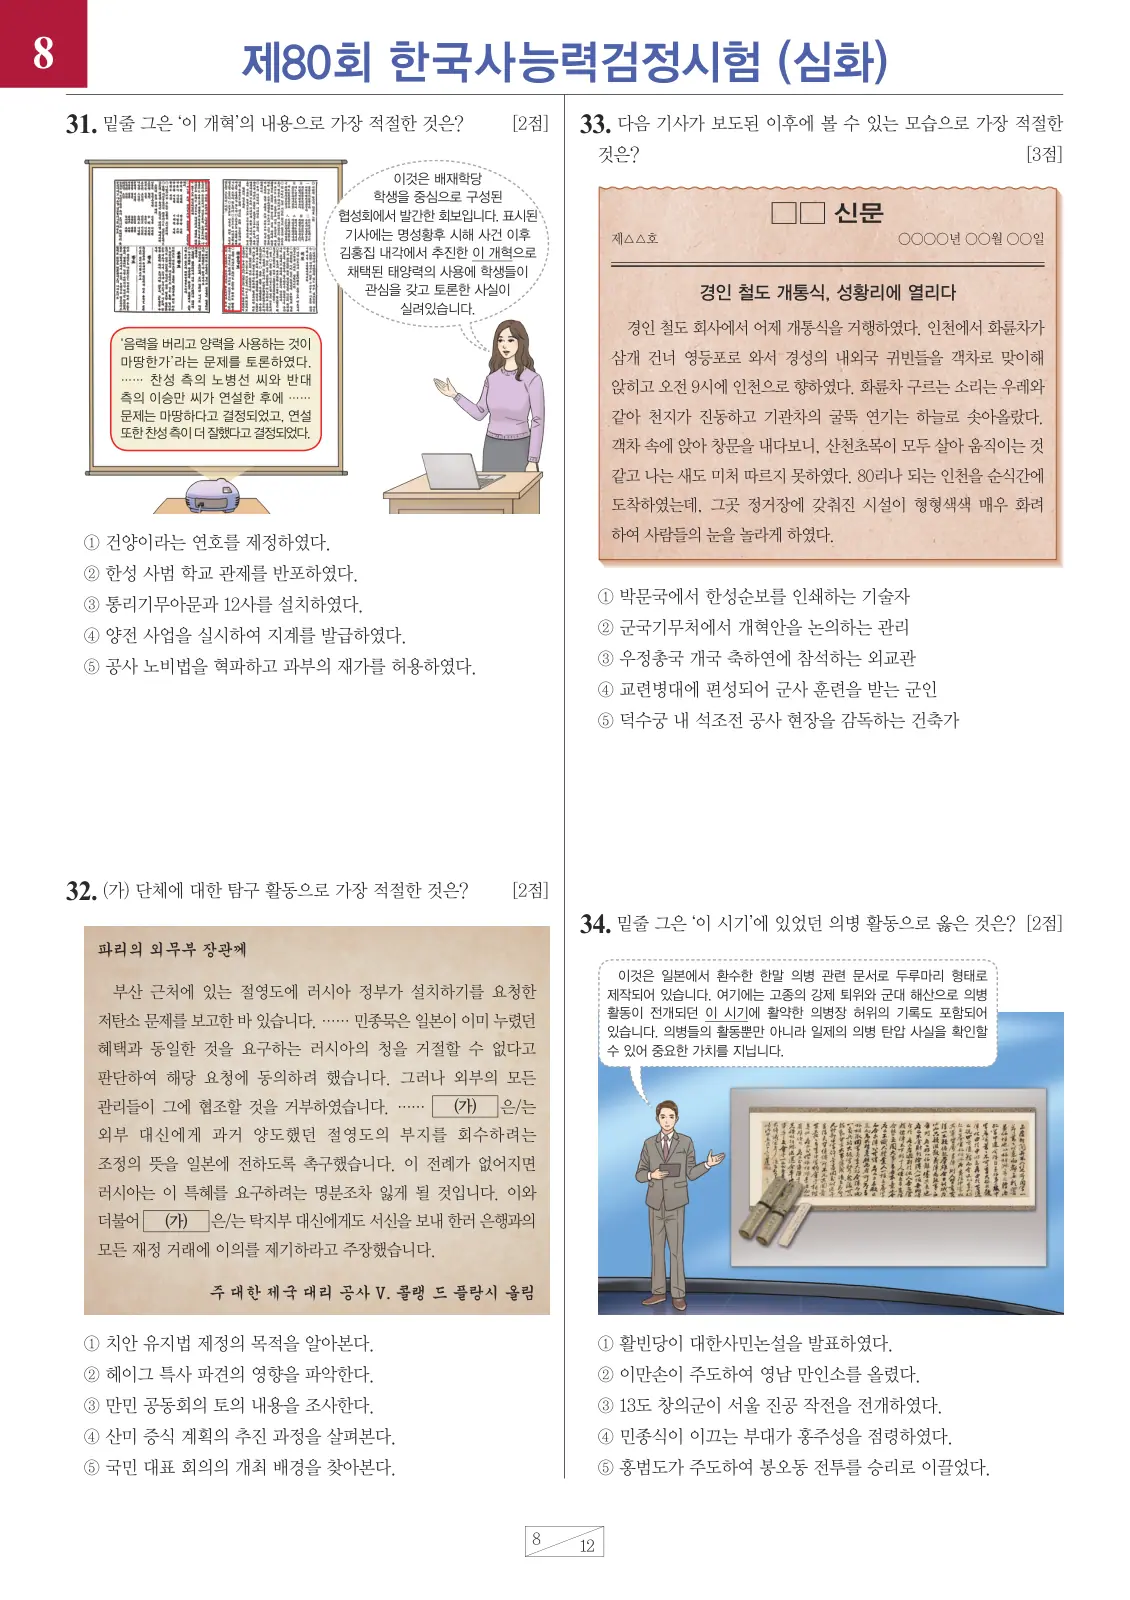 8
제80회 한국사능력검정시험 (심화)
31. 밑줄 그은 ‘이 개혁’의 내용으로 가장 적절한 것은? [2점]
이것은 배재학당
학생을 중심으로 구성된
협성회에서 발간한 회보입니다. 표시된
기사에는 명성황후 시해 사건 이후
김홍집 내각에서 추진한 이 개혁으로
채택된 태양력의 사용에 학생들이
관심을 갖고 토론한 사실이
실려있습니다.
‘음력을 버리고 양력을 사용하는 것이
마땅한가’라는 문제를 토론하였다.
…… 찬성 측의 노병선 씨와 반대
측의 이승만 씨가 연설한 후에 ……
문제는 마땅하다고 결정되었고, 연설
또한 찬성 측이 더 잘했다고 결정되었다.
① 건양이라는 연호를 제정하였다.
② 한성 사범 학교 관제를 반포하였다.
③ 통리기무아문과 12사를 설치하였다.
④ 양전 사업을 실시하여 지계를 발급하였다.
⑤ 공사 노비법을 혁파하고 과부의 재가를 허용하였다.
32. (가) 단체에 대한 탐구 활동으로 가장 적절한 것은? [2점]
파리의 외무부 장관께
부산 근처에 있는 절영도에 러시아 정부가 설치하기를 요청한
저탄소 문제를 보고한 바 있습니다. …… 민종묵은 일본이 이미 누렸던
혜택과 동일한 것을 요구하는 러시아의 청을 거절할 수 없다고
판단하여 해당 요청에 동의하려 했습니다. 그러나 외부의 모든
관리들이 그에 협조할 것을 거부하였습니다. …… (가) 은/는
외부 대신에게 과거 양도했던 절영도의 부지를 회수하려는
조정의 뜻을 일본에 전하도록 촉구했습니다. 이 전례가 없어지면
러시아는 이 특혜를 요구하려는 명분조차 잃게 될 것입니다. 이와
더불어 (가) 은/는 탁지부 대신에게도 서신을 보내 한러 은행과의
모든 재정 거래에 이의를 제기하라고 주장했습니다.
주 대한 제국 대리 공사 V. 콜랭 드 플랑시 올림
① 치안 유지법 제정의 목적을 알아본다.
② 헤이그 특사 파견의 영향을 파악한다.
③ 만민 공동회의 토의 내용을 조사한다.
④ 산미 증식 계획의 추진 과정을 살펴본다.
⑤ 국민 대표 회의의 개최 배경을 찾아본다.
33. 다음 기사가 보도된 이후에 볼 수 있는 모습으로 가장 적절한
것은? [3점]
□□ 신문
제△△호 ○○○○년 ○○월 ○○일
경인 철도 개통식, 성황리에 열리다
경인 철도 회사에서 어제 개통식을 거행하였다. 인천에서 화륜차가
삼개 건너 영등포로 와서 경성의 내외국 귀빈들을 객차로 맞이해
앉히고 오전 9시에 인천으로 향하였다. 화륜차 구르는 소리는 우레와
같아 천지가 진동하고 기관차의 굴뚝 연기는 하늘로 솟아올랐다.
객차 속에 앉아 창문을 내다보니, 산천초목이 모두 살아 움직이는 것
같고 나는 새도 미처 따르지 못하였다. 80리나 되는 인천을 순식간에
도착하였는데, 그곳 정거장에 갖춰진 시설이 형형색색 매우 화려
하여 사람들의 눈을 놀라게 하였다.
① 박문국에서 한성순보를 인쇄하는 기술자
② 군국기무처에서 개혁안을 논의하는 관리
③ 우정총국 개국 축하연에 참석하는 외교관
④ 교련병대에 편성되어 군사 훈련을 받는 군인
⑤ 덕수궁 내 석조전 공사 현장을 감독하는 건축가
34. 밑줄 그은 ‘이 시기’에 있었던 의병 활동으로 옳은 것은? [2점]
이것은 일본에서 환수한 한말 의병 관련 문서로 두루마리 형태로
제작되어 있습니다. 여기에는 고종의 강제 퇴위와 군대 해산으로 의병
활동이 전개되던 이 시기에 활약한 의병장 허위의 기록도 포함되어
있습니다. 의병들의 활동뿐만 아니라 일제의 의병 탄압 사실을 확인할
수 있어 중요한 가치를 지닙니다.
① 활빈당이 대한사민논설을 발표하였다.
② 이만손이 주도하여 영남 만인소를 올렸다.
③ 13도 창의군이 서울 진공 작전을 전개하였다.
④ 민종식이 이끄는 부대가 홍주성을 점령하였다.
⑤ 홍범도가 주도하여 봉오동 전투를 승리로 이끌었다.
8
12